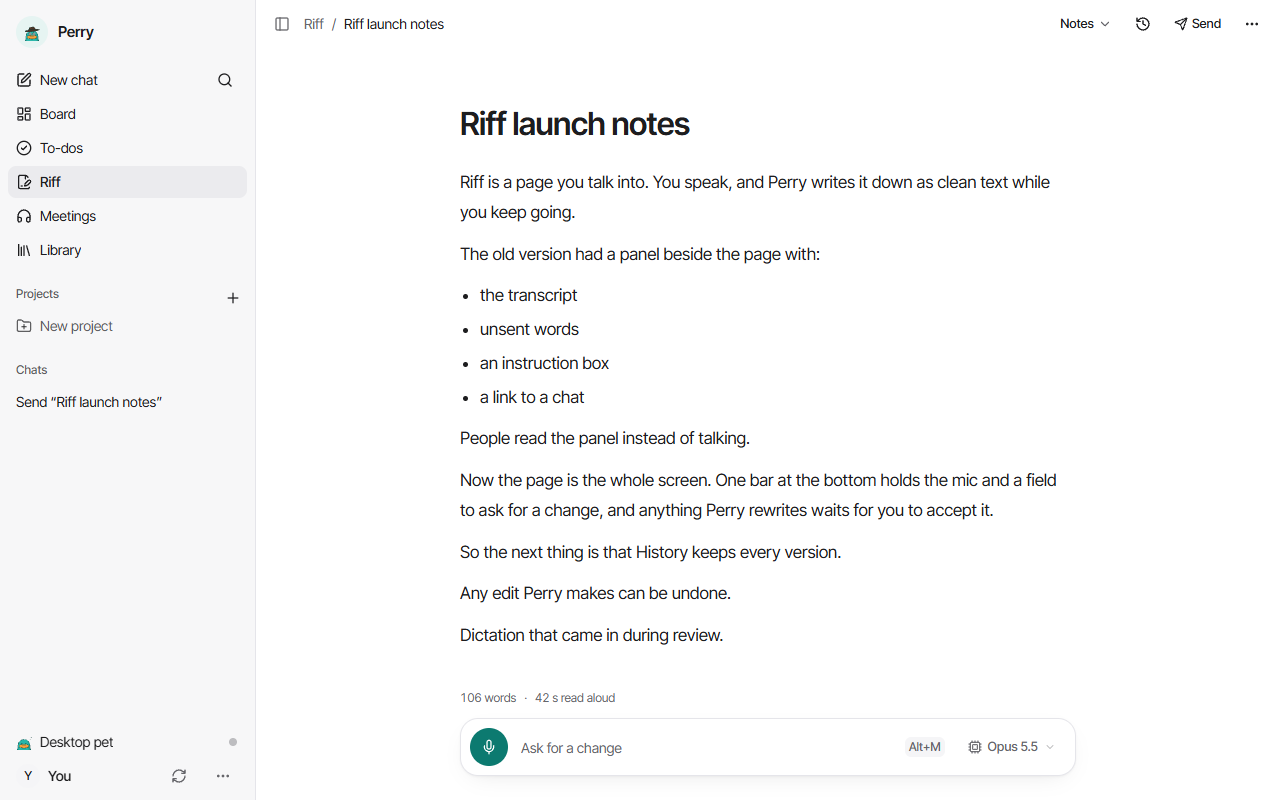 Perry
New chat
Board
To-dos
Riff
Meetings
Library
Projects
New project
Chats
Send “Riff launch notes”
Desktop pet
Y You
Riff / Riff launch notes
Notes
Send
Riff launch notes
Riff is a page you talk into. You speak, and Perry writes it down as clean text while
you keep going.
The old version had a panel beside the page with:
• the transcript
• unsent words
• an instruction box
• a link to a chat
People read the panel instead of talking.
Now the page is the whole screen. One bar at the bottom holds the mic and a field
to ask for a change, and anything Perry rewrites waits for you to accept it.
So the next thing is that History keeps every version.
Any edit Perry makes can be undone.
Dictation that came in during review.
106 words · 42 s read aloud
Ask for a change
Alt+M
Opus 5.5